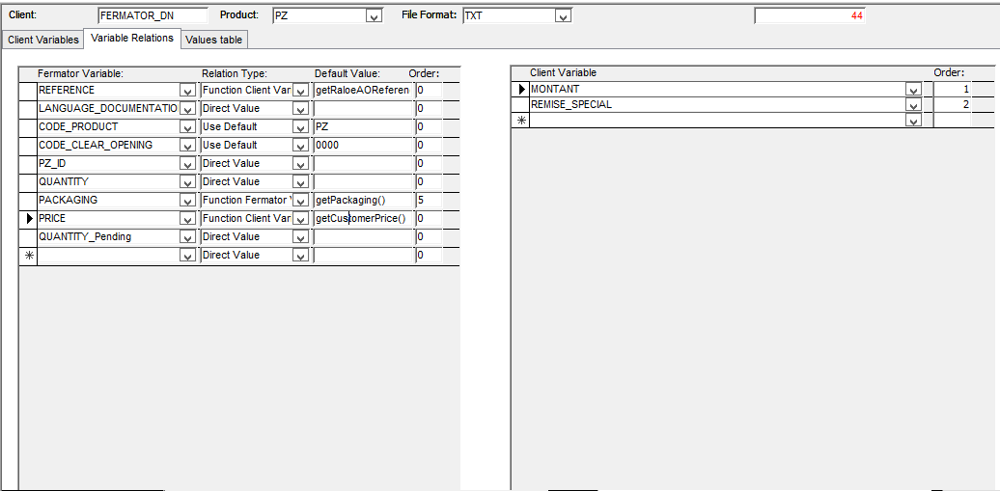 Client: FERMATOR_DN Product: PZ File Format: TXT 44
Client Variables Variable Relations Values table
Fermator Variable: Relation Type: Default Value: Order:
REFERENCE Function Client Var getRaloeAOReferen 0
LANGUAGE_DOCUMENTATIO Direct Value 0
CODE_PRODUCT Use Default PZ 0
CODE_CLEAR_OPENING Use Default 0000 0
PZ_ID Direct Value 0
QUANTITY Direct Value 0
PACKAGING Function Fermator V getPackaging() 5
PRICE Function Client Var getCustomerPrice() 0
QUANTITY_Pending Direct Value 0
Direct Value 0
Client Variable Order:
MONTANT 1
REMISE_SPECIAL 2